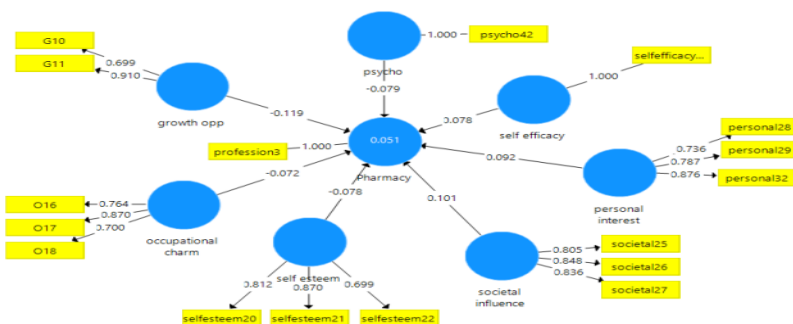 G10
G11
0.699
0.910
growth opp
-0.119
psycho
1.000
psycho42
-0.079
selfefficacy...
1.000
self efficacy
0.078
0.051
Pharmacy
profession3
1.000
personal28
personal29
personal32
0.736
0.787
0.876
personal
interest
0.092
O16
O17
O18
0.764
0.870
0.700
occupational
charm
-0.072
self esteem
-0.078
0.812
0.870
0.699
selfesteem20
selfesteem21
selfesteem22
societal
influence
0.101
0.805
0.848
0.836
societal25
societal26
societal27